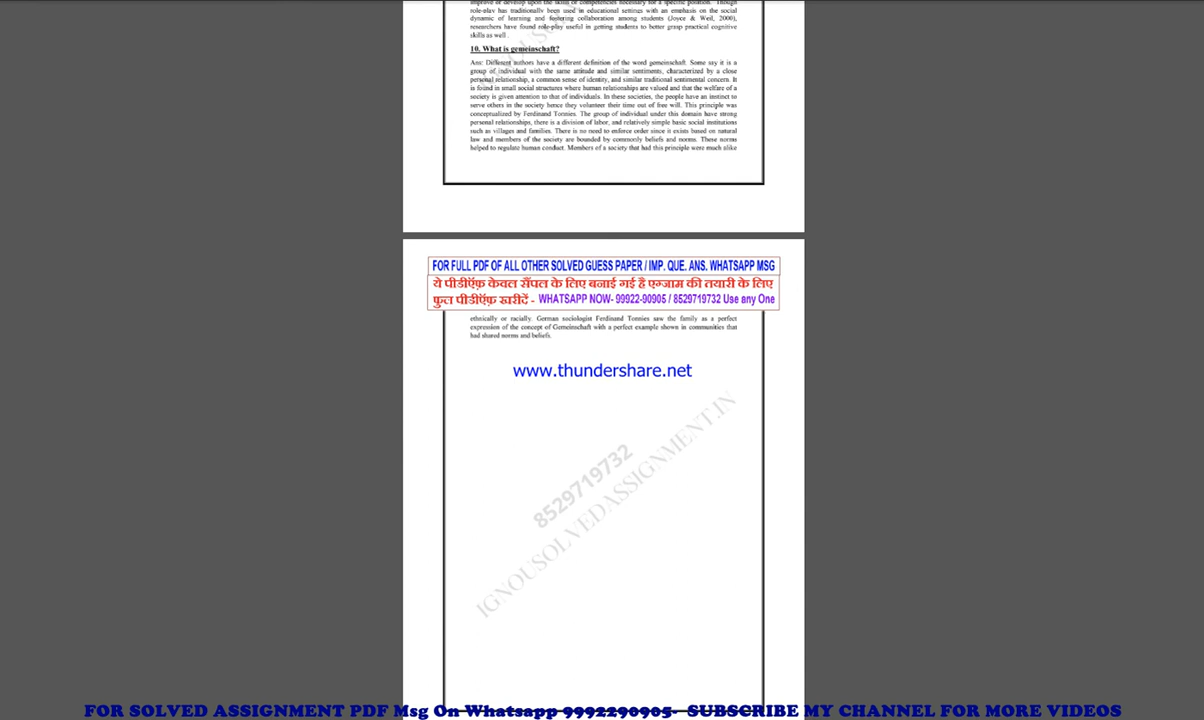 improve or develop upon the skills or competencies necessary for a specific position. Though
role-play has traditionally been used in educational settings with an emphasis on the social
dynamic of learning and fostering collaboration among students (Joyce & Weil, 2000),
researchers have found role-play useful in getting students to better grasp practical cognitive
skills as well .
10. What is gemeinschaft?
Ans: Different authors have a different definition of the word gemeinschaft. Some say it is a
group of individual with the same attitude and similar sentiments, characterized by a close
personal relationship, a common sense of identity, and similar traditional sentimental concern. It
is found in small social structures where human relationships are valued and that the welfare of a
society is given attention to that of individuals. In these societies, the people have an instinct to
serve others in the society hence they volunteer their time out of free will. This principle was
conceptualized by Ferdinand Tonnies. The group of individual under this domain have strong
personal relationships, there is a division of labor, and relatively simple basic social institutions
such as villages and families. There is no need to enforce order since it exists based on natural
law and members of the society are bounded by commonly beliefs and norms. These norms
helped to regulate human conduct. Members of a society that had this principle were much alike
FOR FULL PDF OF ALL OTHER SOLVED GUESS PAPER / IMP. QUE. ANS. WHATSAPP MSG
ये पीडीऍफ़ केवल सैंपल के लिए बनाई गई है एग्जाम की तयारी के लिए
फुल पीडीऍफ़ खरीदें - WHATSAPP NOW- 99922-90905 / 8529719732 Use any One
ethnically or racially. German sociologist Ferdinand Tonnies saw the family as a perfect
expression of the concept of Gemeinschaft with a perfect example shown in communities that
had shared norms and beliefs.
www.thundershare.net
8529719732
IGNOUSOLVEDASSIGNMENT.IN
FOR SOLVED ASSIGNMENT PDF Msg On Whatsapp 9992290905- SUBSCRIBE MY CHANNEL FOR MORE VIDEOS